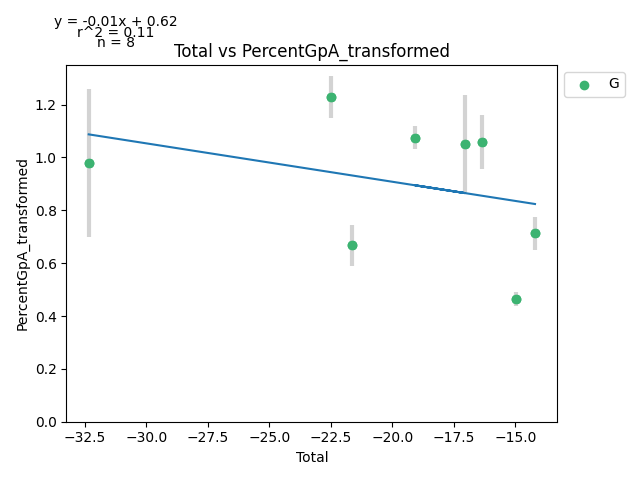 y = -0.01x + 0.62
r^2 = 0.11
n = 8
Total vs PercentGpA_transformed
G
PercentGpA_transformed
1.2
1.0
0.8
0.6
0.4
0.2
0.0
−32.5 −30.0 −27.5 −25.0 −22.5 −20.0 −17.5 −15.0
Total